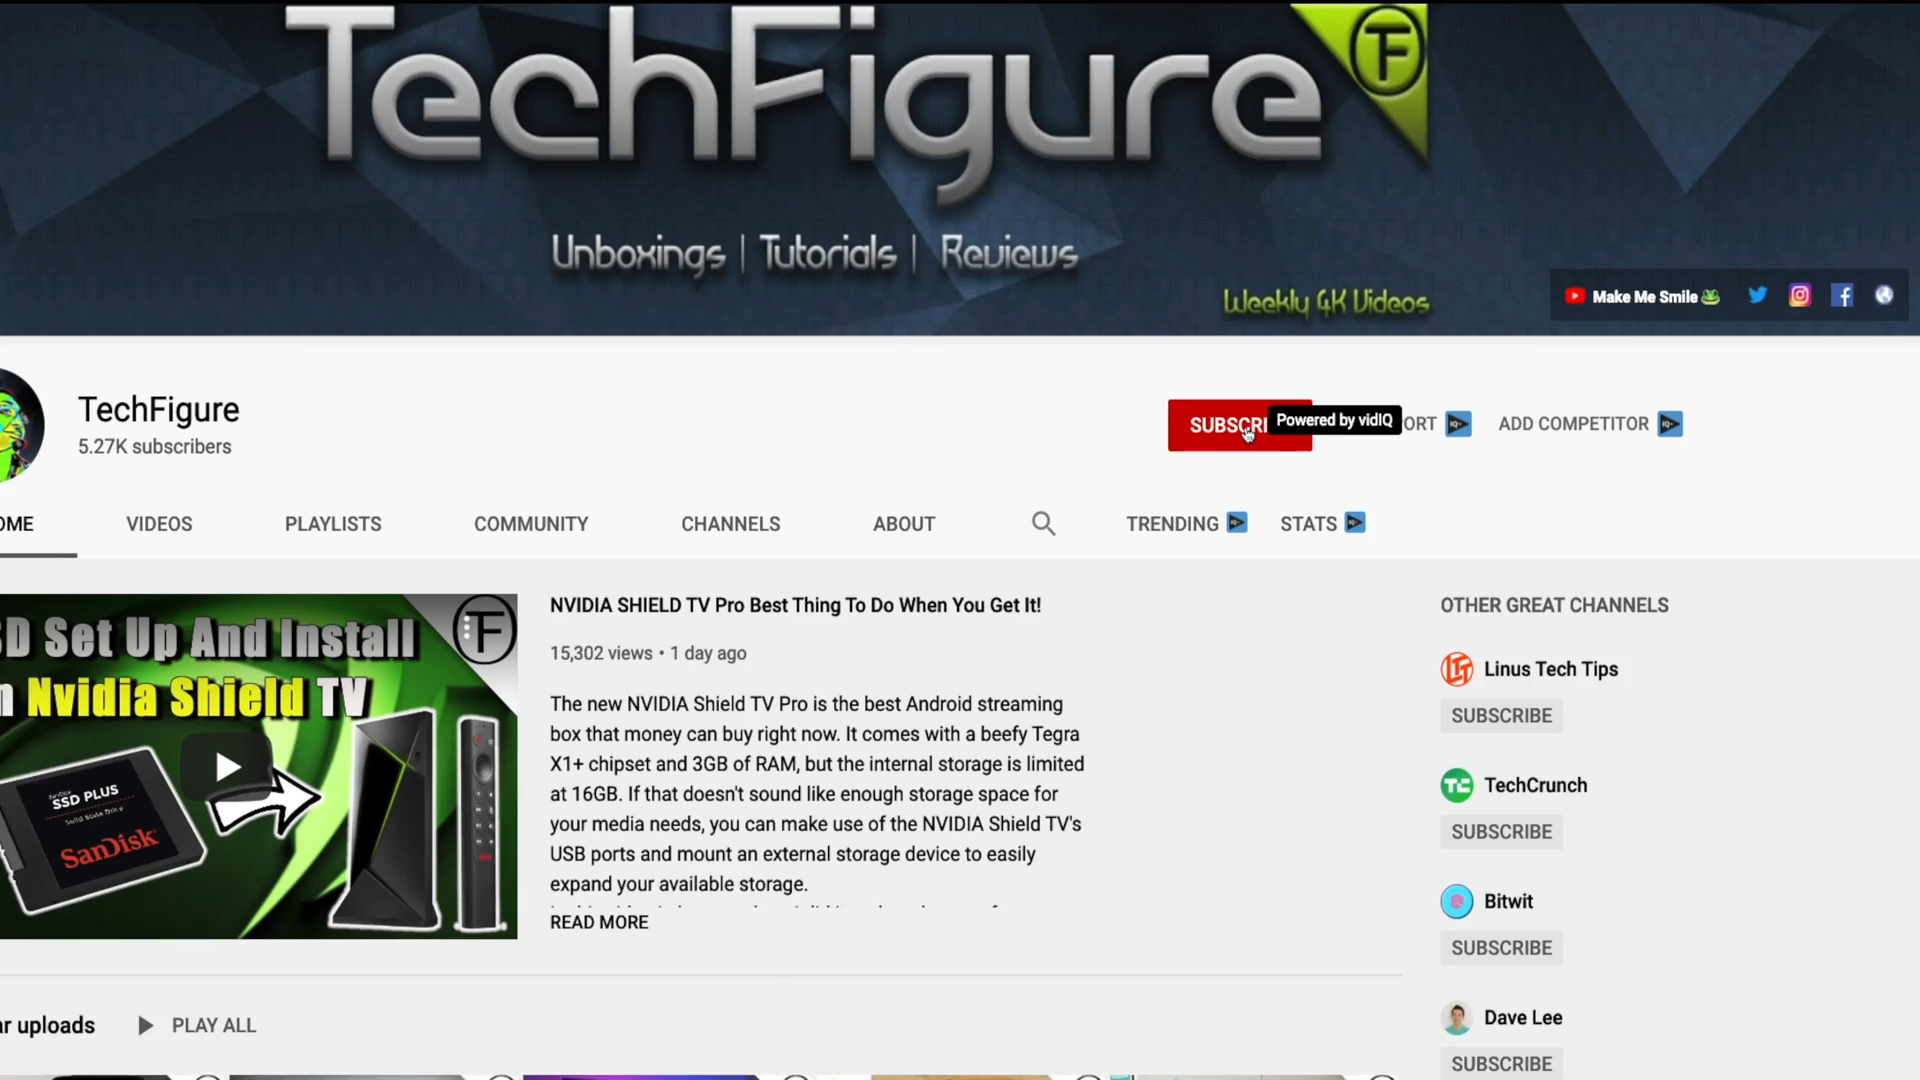 TechFigure
TF
Unboxings | Tutorials | Reviews
Weekly 4K Videos
Make Me Smile
TechFigure
5.27K subscribers
SUBSCRI
Powered by vidIQ
ORT
ADD COMPETITOR
OME
VIDEOS
PLAYLISTS
COMMUNITY
CHANNELS
ABOUT
TRENDING
STATS
D Set Up And Install
n Nvidia Shield TV
TF
SSD PLUS
Solid State Drive
SanDisk
NVIDIA SHIELD TV Pro Best Thing To Do When You Get It!
15,302 views • 1 day ago
The new NVIDIA Shield TV Pro is the best Android streaming
box that money can buy right now. It comes with a beefy Tegra
X1+ chipset and 3GB of RAM, but the internal storage is limited
at 16GB. If that doesn't sound like enough storage space for
your media needs, you can make use of the NVIDIA Shield TV's
USB ports and mount an external storage device to easily
expand your available storage.
READ MORE
OTHER GREAT CHANNELS
Linus Tech Tips
SUBSCRIBE
TechCrunch
SUBSCRIBE
Bitwit
SUBSCRIBE
Dave Lee
SUBSCRIBE
ar uploads
PLAY ALL